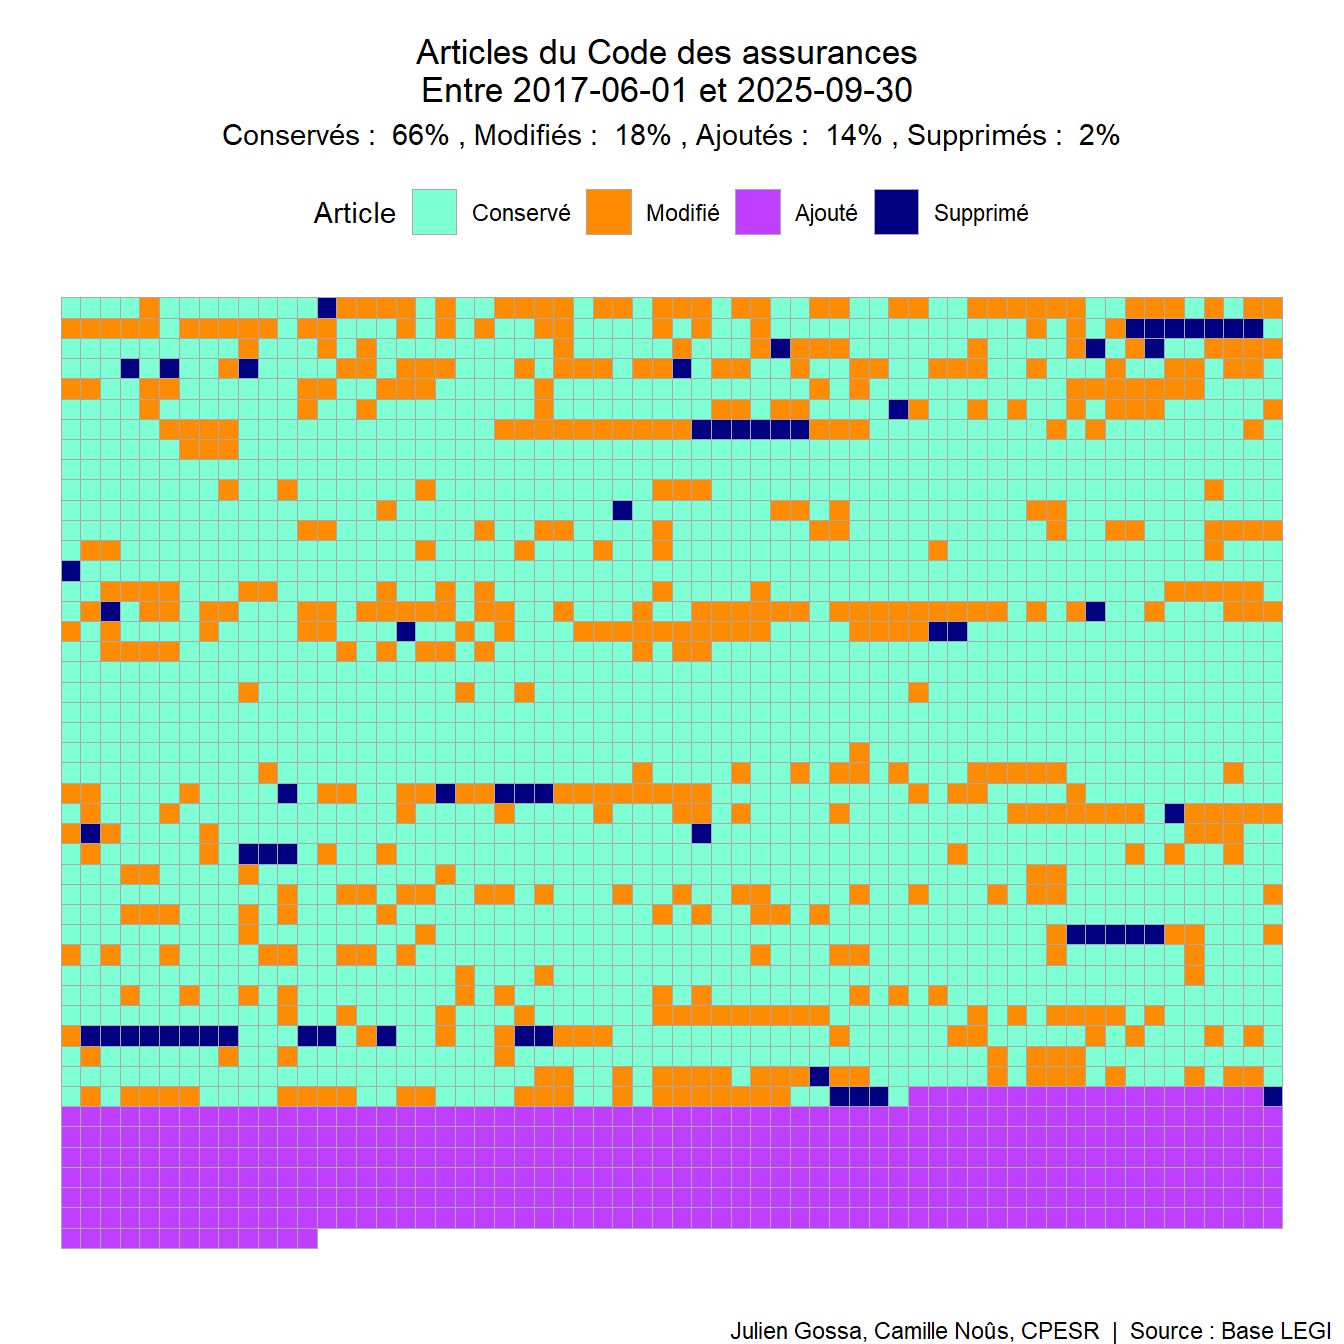 Articles du Code des assurances
Entre 2017-06-01 et 2025-09-30
Conservés :  66% , Modifiés :  18% , Ajoutés :  14% , Supprimés :  2%
Article Conservé Modifié Ajouté Supprimé
Julien Gossa, Camille Noûs, CPESR | Source : Base LEGI